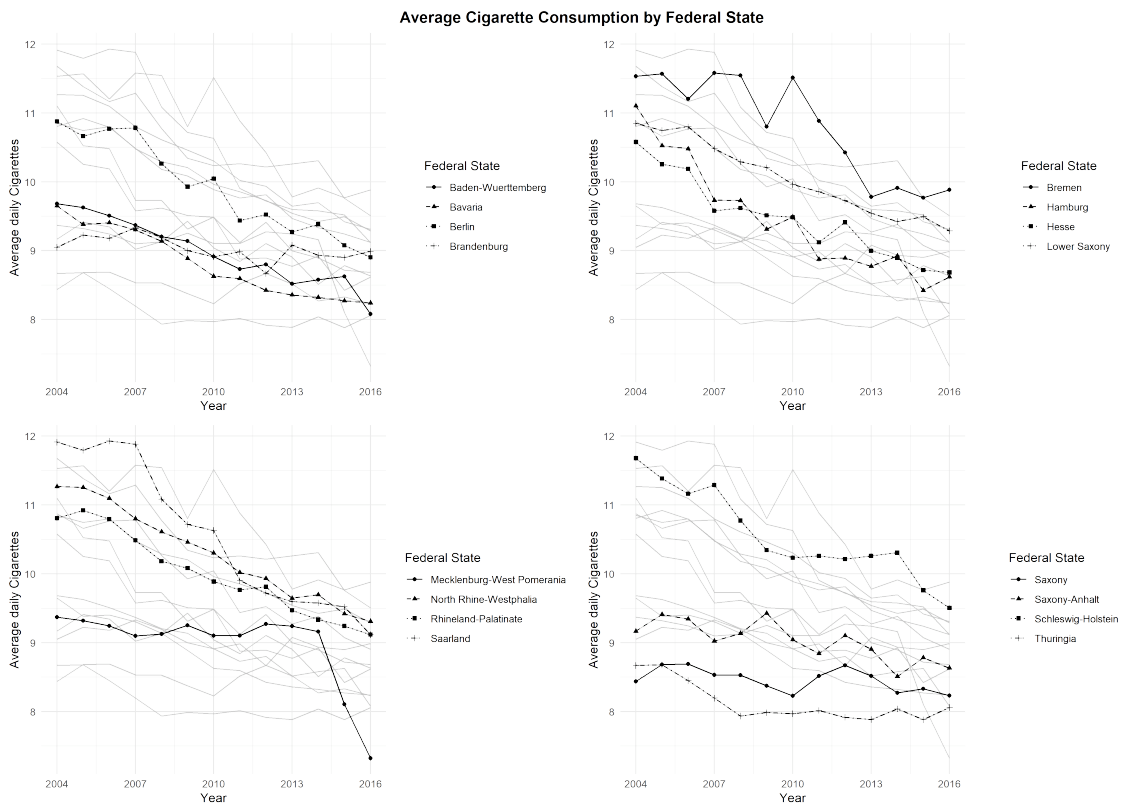 Average Cigarette Consumption by Federal State
12
11
10
9
8
Average daily Cigarettes
2004
2007
2010
2013
2016
Year
Federal State
Baden-Wuerttemberg
Bavaria
Berlin
Brandenburg
12
11
10
9
8
Average daily Cigarettes
2004
2007
2010
2013
2016
Year
Federal State
Bremen
Hamburg
Hesse
Lower Saxony
12
11
10
9
8
Average daily Cigarettes
2004
2007
2010
2013
2016
Year
Federal State
Mecklenburg-West Pomerania
North Rhine-Westphalia
Rhineland-Palatinate
Saarland
12
11
10
9
8
Average daily Cigarettes
2004
2007
2010
2013
2016
Year
Federal State
Saxony
Saxony-Anhalt
Schleswig-Holstein
Thuringia